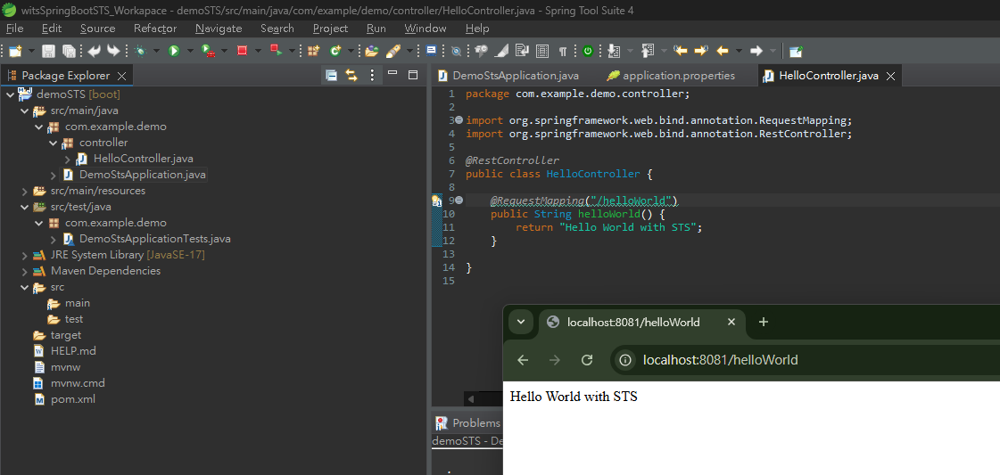 witsSpringBootSTS_Workapace - demoSTS/src/main/java/com/example/demo/controller/HelloController.java - Spring Tool Suite 4
File Edit Source Refactor Navigate Search Project Run Window Help
Package Explorer
demoSTS [boot]
src/main/java
com.example.demo
controller
HelloController.java
DemoStsApplication.java
src/main/resources
src/test/java
com.example.demo
DemoStsApplicationTests.java
JRE System Library [JavaSE-17]
Maven Dependencies
src
main
test
target
HELP.md
mvnw
mvnw.cmd
pom.xml
DemoStsApplication.java application.properties HelloController.java
1 package com.example.demo.controller;
2
3 import org.springframework.web.bind.annotation.RequestMapping;
4 import org.springframework.web.bind.annotation.RestController;
5
6 @RestController
7 public class HelloController {
8
9 @RequestMapping("/helloWorld")
10 public String helloWorld() {
11 return "Hello World with STS";
12 }
13
14 }
15
Problems
demoSTS - De
localhost:8081/helloWorld
localhost:8081/helloWorld
Hello World with STS